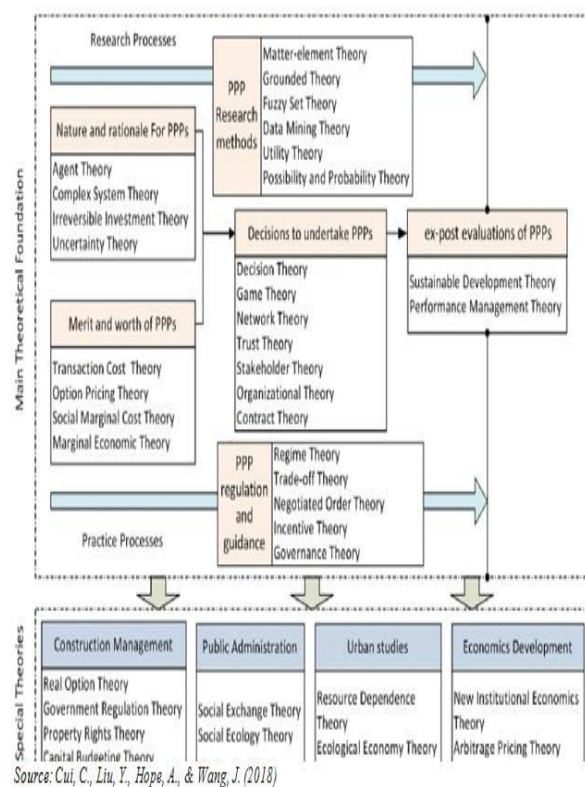 Main Theoretical Foundation
Research Processes
PPP
Research
methods
Matter-element Theory
Grounded Theory
Fuzzy Set Theory
Data Mining Theory
Utility Theory
Possibility and Probability Theory
Nature and rationale For PPPs
Agent Theory
Complex System Theory
Irreversible Investment Theory
Uncertainty Theory
Merit and worth of PPPs
Transaction Cost Theory
Option Pricing Theory
Social Marginal Cost Theory
Marginal Economic Theory
Decisions to undertake PPPs
Decision Theory
Game Theory
Network Theory
Trust Theory
Stakeholder Theory
Organizational Theory
Contract Theory
ex-post evaluations of PPPs
Sustainable Development Theory
Performance Management Theory
PPP
regulation
and
guidance
Regime Theory
Trade-off Theory
Negotiated Order Theory
Incentive Theory
Governance Theory
Practice Processes
Special Theories
Construction Management
Real Option Theory
Government Regulation Theory
Property Rights Theory
Capital Budgeting Theory
Public Administration
Social Exchange Theory
Social Ecology Theory
Urban studies
Resource Dependence
Theory
Ecological Economy Theory
Economics Development
New Institutional Economics
Theory
Arbitrage Pricing Theory
Source: Cui, C., Liu, Y., Hope, A., & Wang, J. (2018)